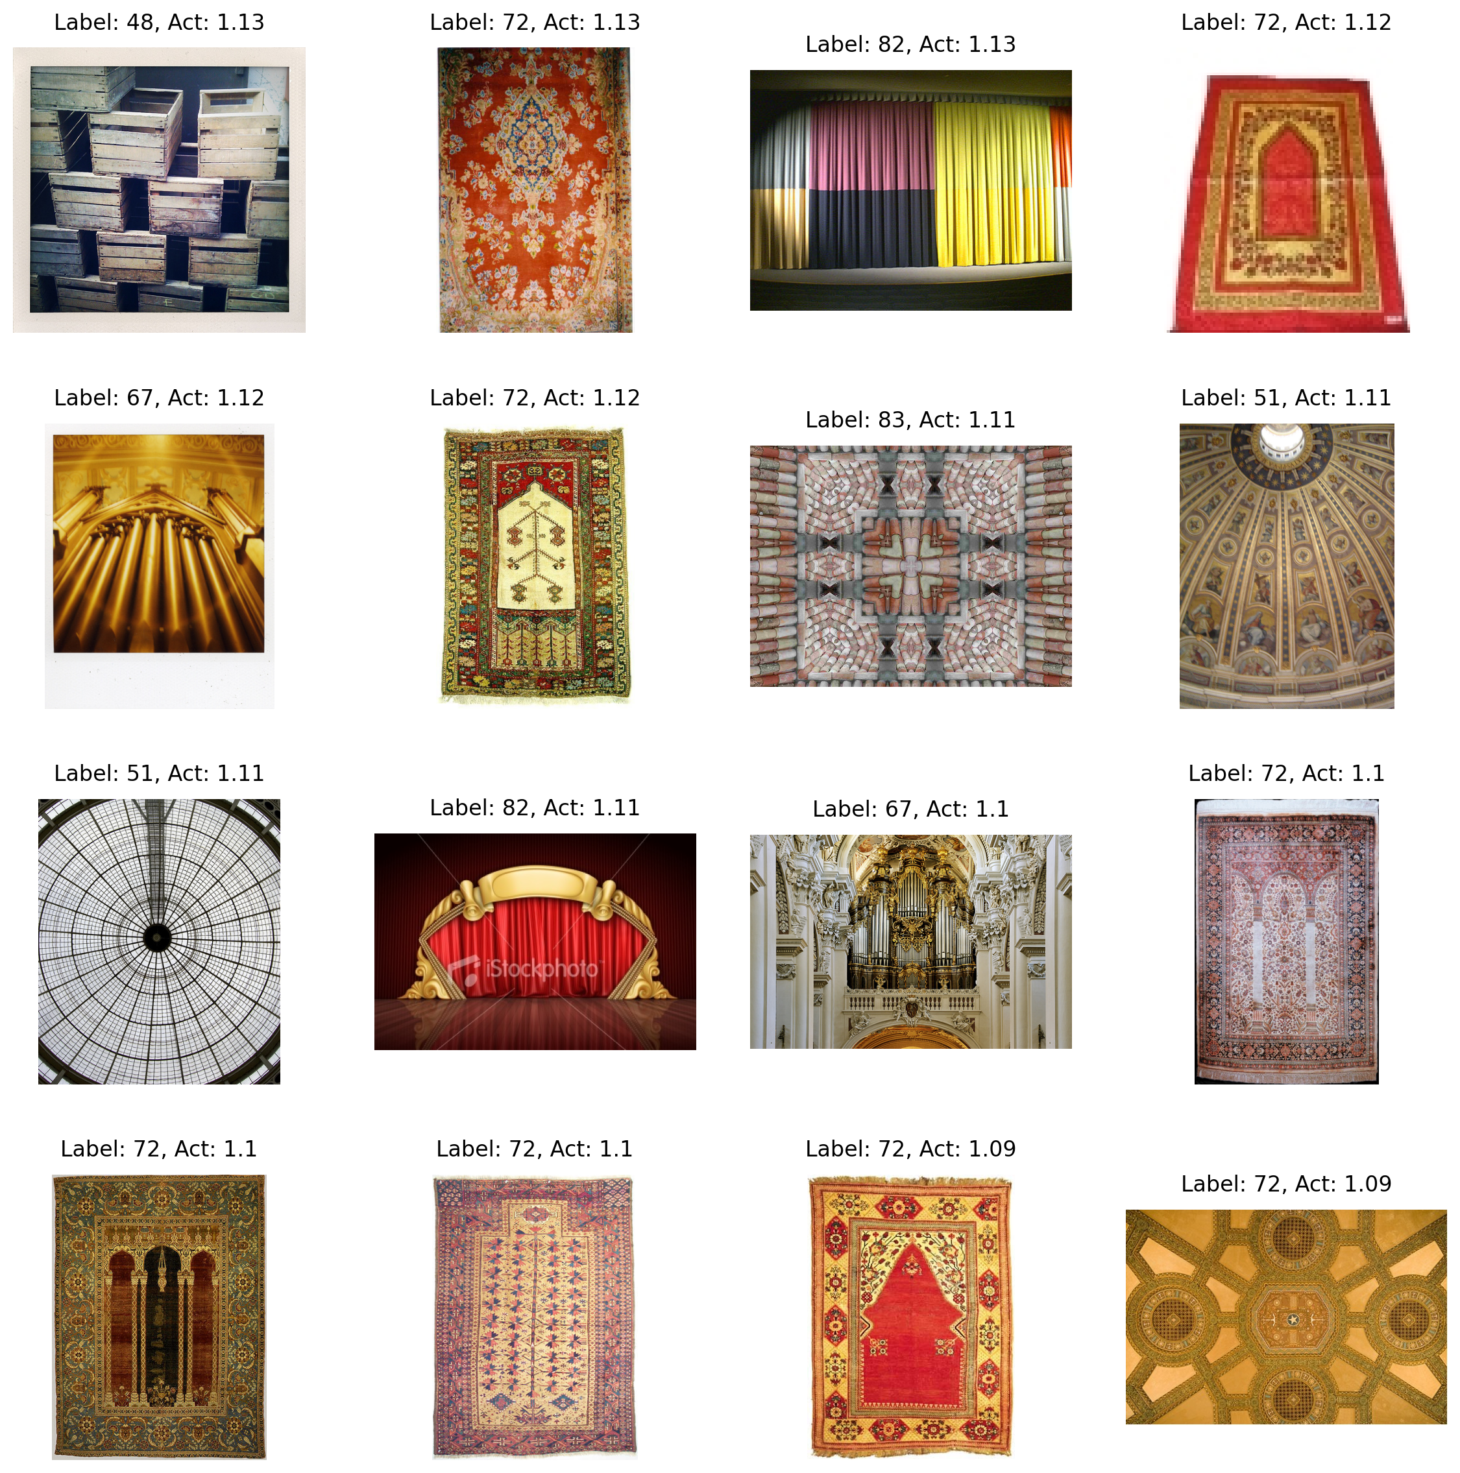 Label: 48, Act: 1.13
Label: 72, Act: 1.13
Label: 82, Act: 1.13
Label: 72, Act: 1.12
Label: 67, Act: 1.12
Label: 72, Act: 1.12
Label: 83, Act: 1.11
Label: 51, Act: 1.11
Label: 51, Act: 1.11
Label: 82, Act: 1.11
iStockphoto
Label: 67, Act: 1.1
Label: 72, Act: 1.1
Label: 72, Act: 1.1
Label: 72, Act: 1.1
Label: 72, Act: 1.09
Label: 72, Act: 1.09